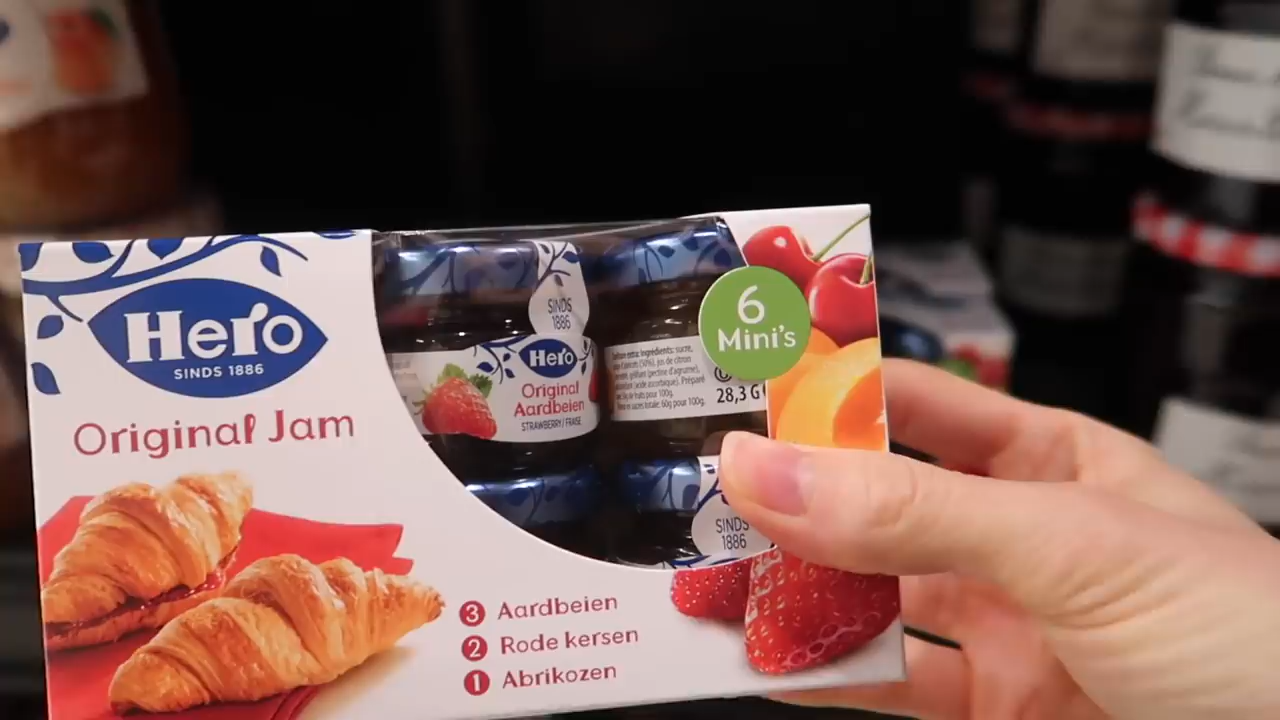 Hero
SINDS 1886
Original Jam
SINDS
1886
Hero
Original
Aardbeien
STRAWBERRY/FRAISE
6
Mini's
28,3 G
SINDS
1886
3 Aardbeien
2 Rode kersen
1 Abrikozen